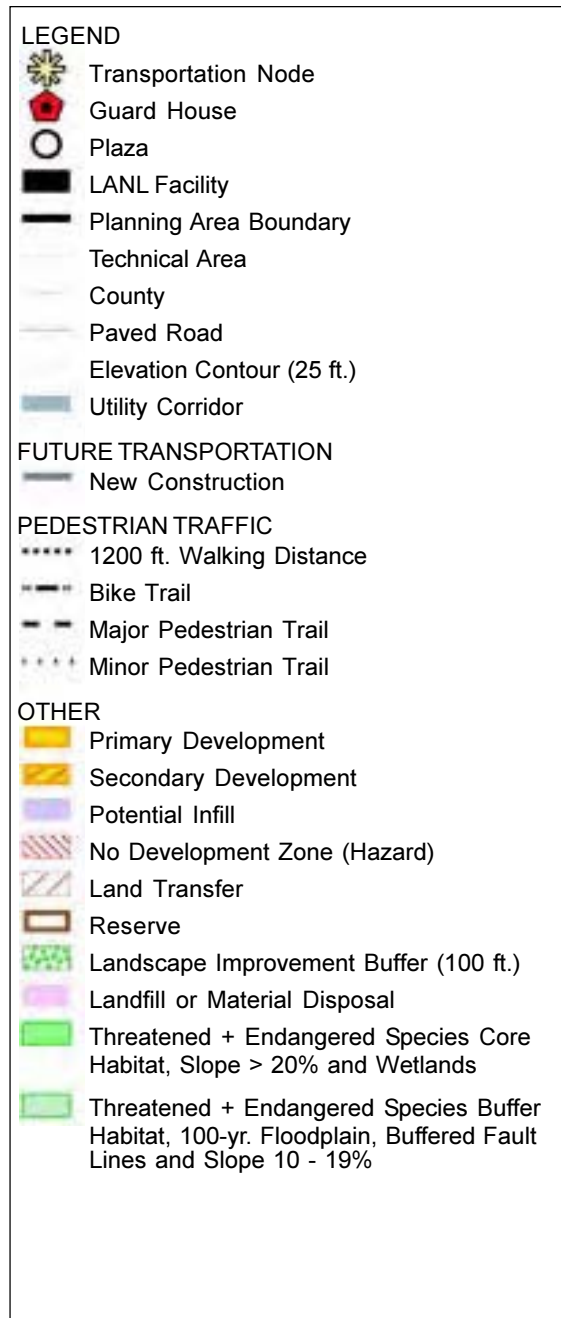 LEGEND
Transportation Node
Guard House
Plaza
LANL Facility
Planning Area Boundary
Technical Area
County
Paved Road
Elevation Contour (25 ft.)
Utility Corridor
FUTURE TRANSPORTATION
New Construction
PEDESTRIAN TRAFFIC
1200 ft. Walking Distance
Bike Trail
Major Pedestrian Trail
Minor Pedestrian Trail
OTHER
Primary Development
Secondary Development
Potential Infill
No Development Zone (Hazard)
Land Transfer
Reserve
Landscape Improvement Buffer (100 ft.)
Landfill or Material Disposal
Threatened + Endangered Species Core
Habitat, Slope > 20% and Wetlands
Threatened + Endangered Species Buffer
Habitat, 100-yr. Floodplain, Buffered Fault
Lines and Slope 10 - 19%